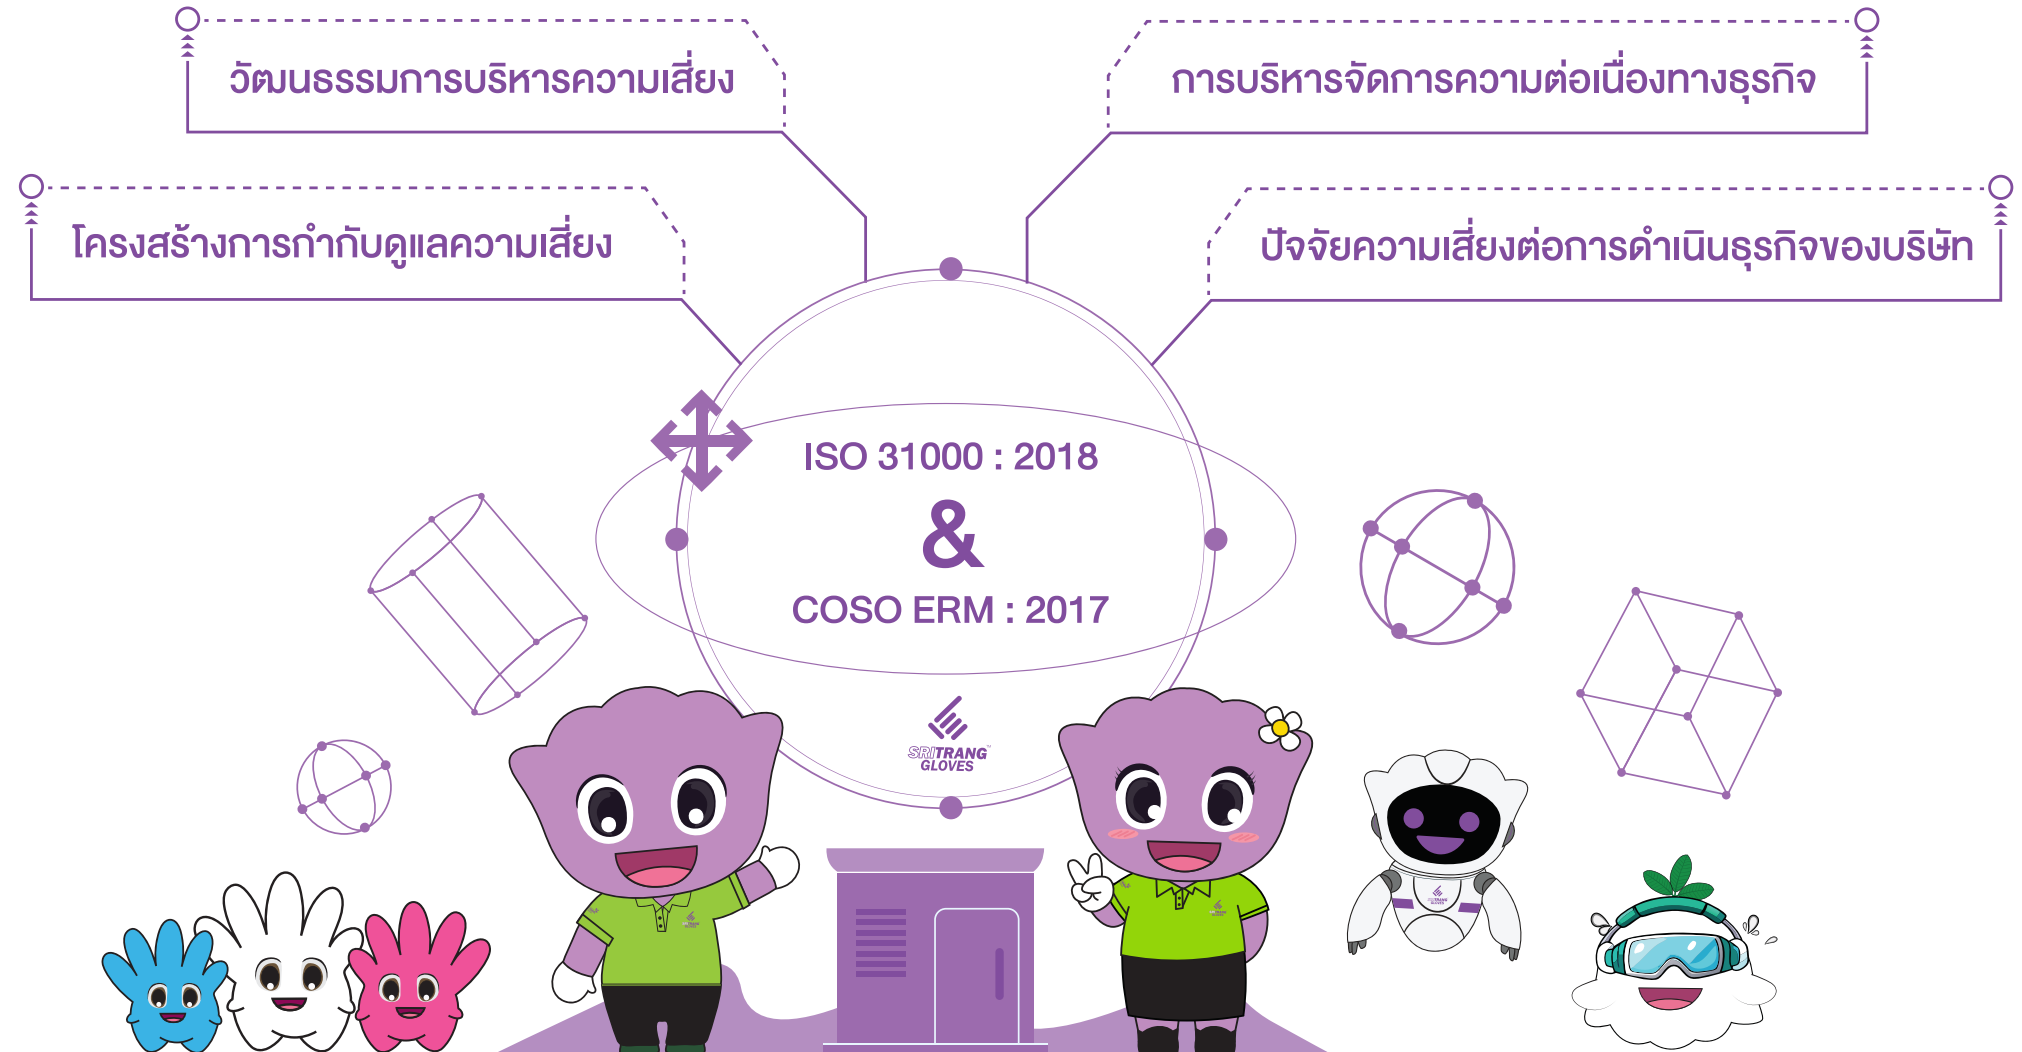 วัฒนธรรมการบริหารความเสี่ยง
การบริหารจัดการความต่อเนื่องทางธุรกิจ
โครงสร้างการกำกับดูแลความเสี่ยง
ปัจจัยความเสี่ยงต่อการดำเนินธุรกิจของบริษัท
ISO 31000 : 2018
&
COSO ERM : 2017
SRITRANG™
GLOVES
SRITRANG
GLOVES